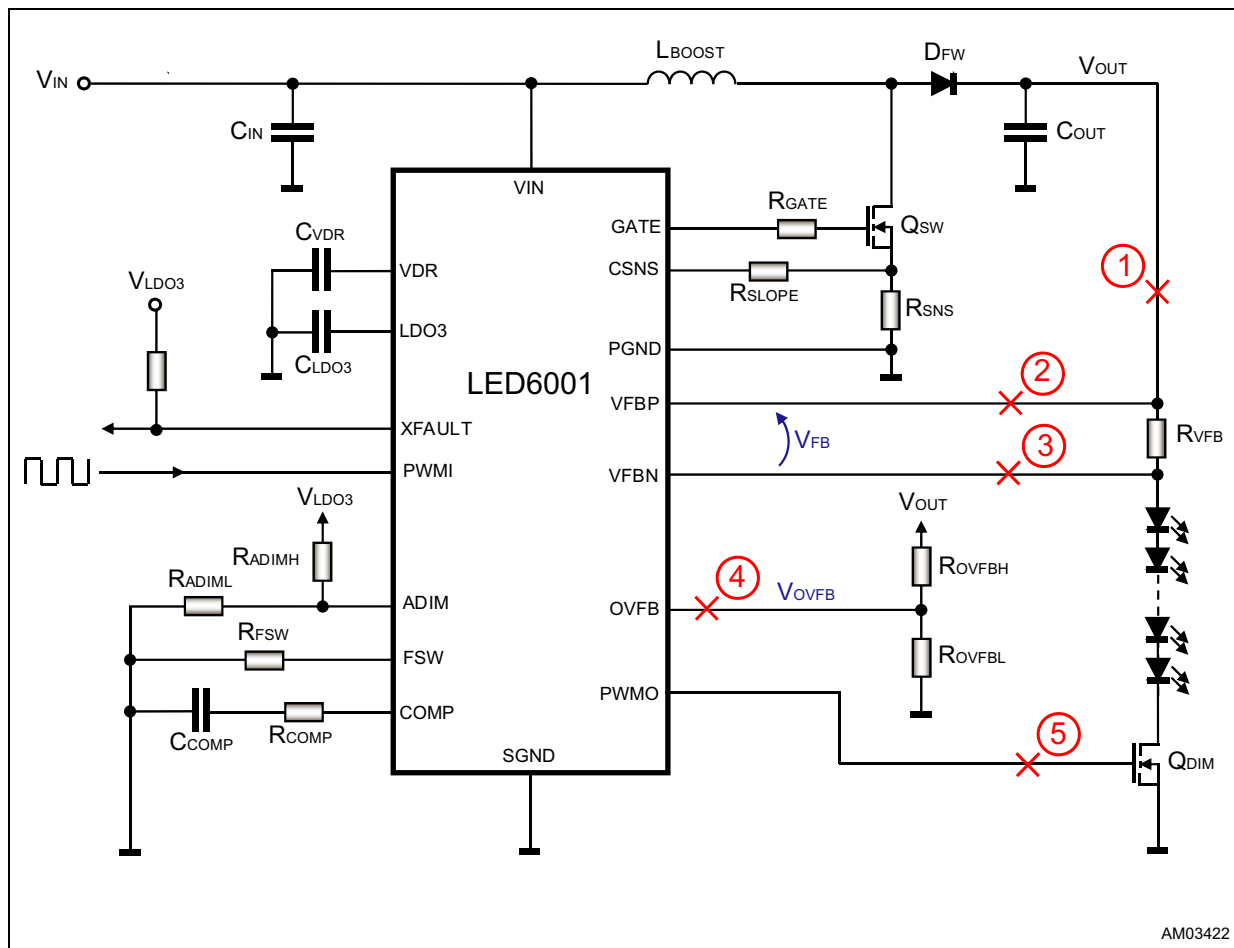 LBOOST
DFW
VIN
VOUT
CIN
COUT
VIN
RGATE
GATE
QSW
CVDR
VDR
CSNS
RSLOPE
VLDO3
1
RSNS
LDO3
CLDO3
PGND
LED6001
2
VFBP
XFAULT
VFB
RVFB
3
PWMI
VFBN
VLDO3
VOUT
RADIMH
ROVFBH
RADIML
4
ADIM
OVFB
VOVFB
RFSW
FSW
ROVFBL
PWMO
COMP
CCOMP
RCOMP
5
SGND
QDIM
AM03422